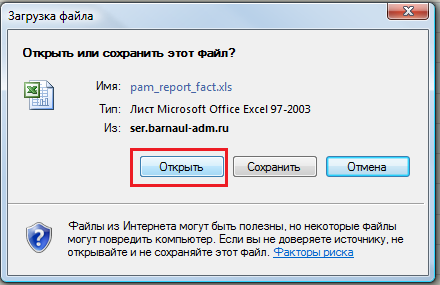 Загрузка файла
Открыть или сохранить этот файл?
Имя: pam_report_fact.xls
Тип: Лист Microsoft Office Excel 97-2003
Из: ser.barnaul-adm.ru
Открыть Сохранить Отмена
Файлы из Интернета могут быть полезны, но некоторые файлы
могут повредить компьютер. Если вы не доверяете источнику, не
открывайте и не сохраняйте этот файл. Факторы риска